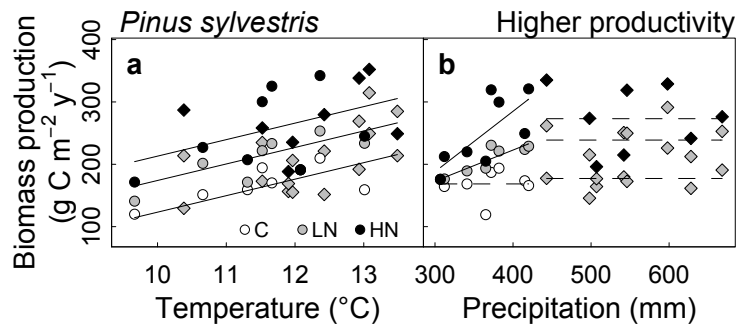 Pinus sylvestris Higher productivity
Biomass production
(g C m−2 y−1)
400
300
200
100
a
b
C LN HN
10 11 12 13
300 400 500 600
Temperature (°C) Precipitation (mm)